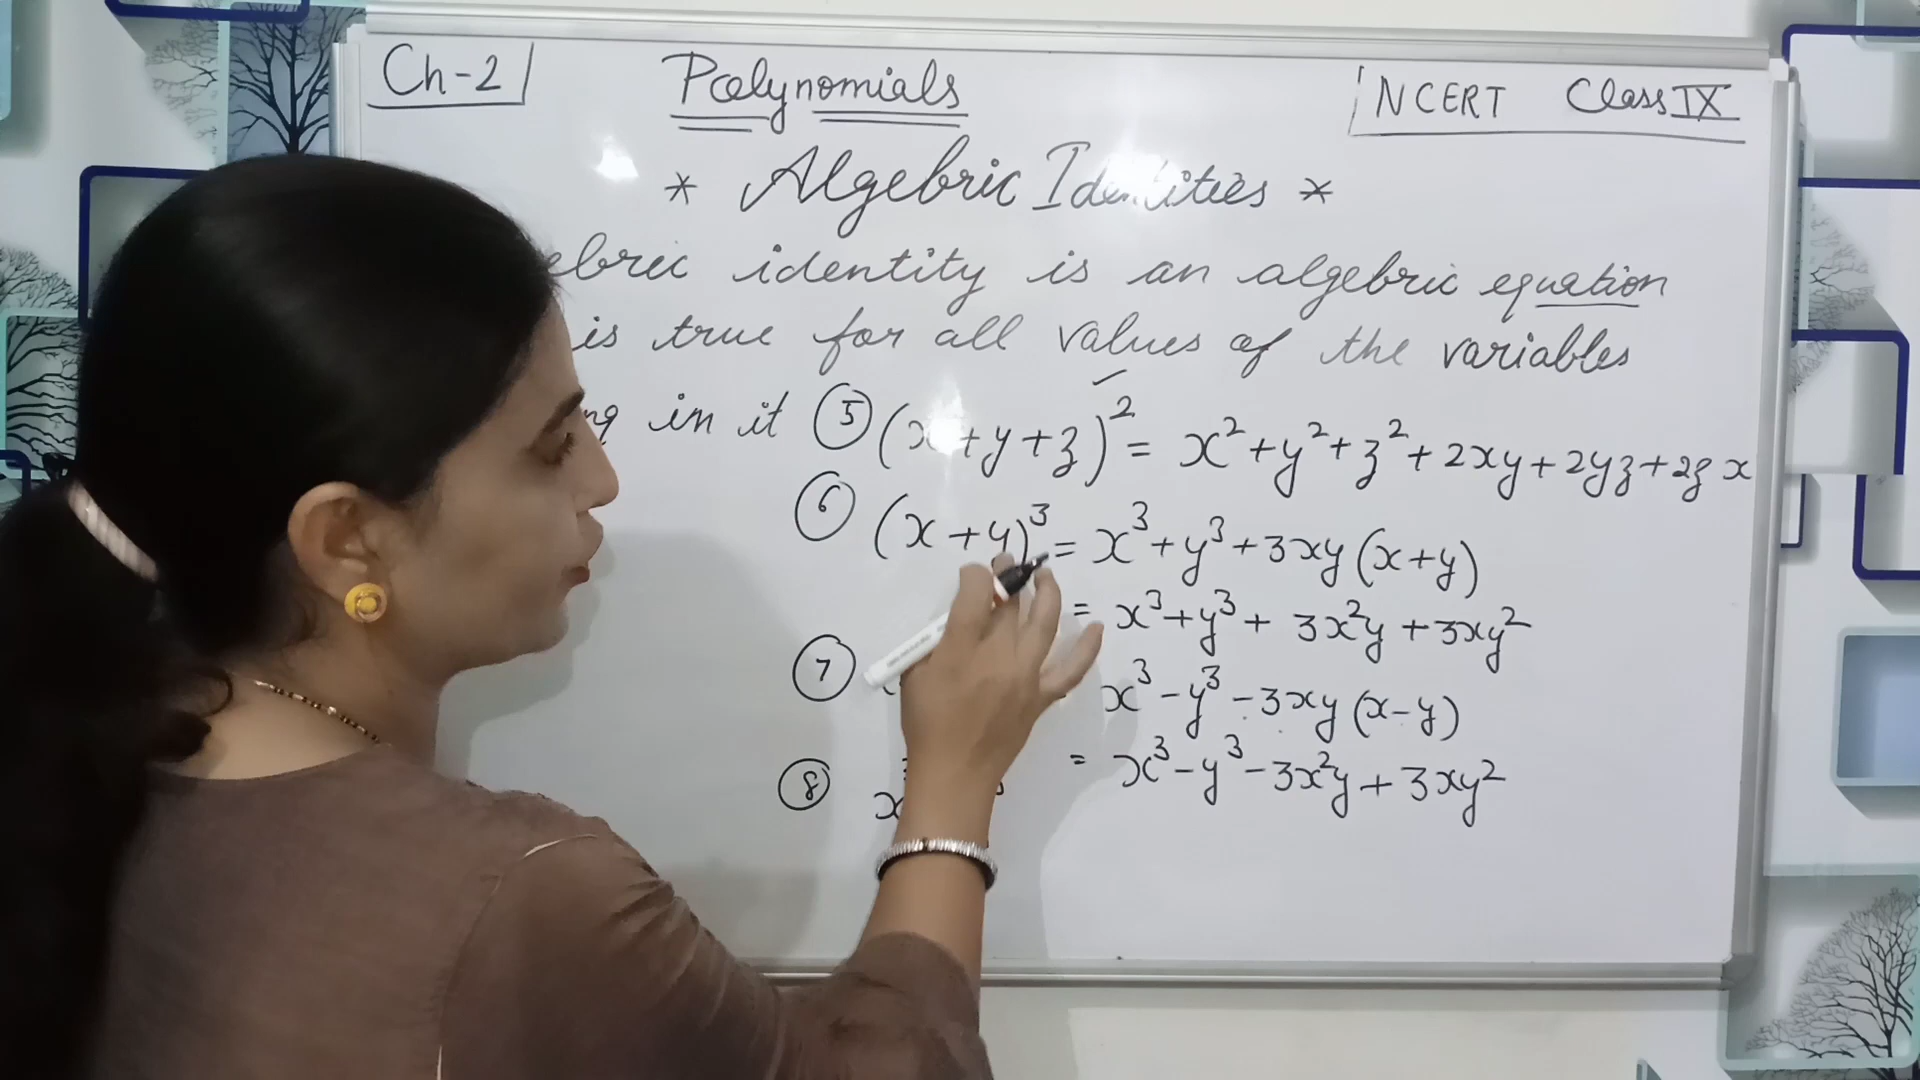 Ch-2 Polynomials NCERT Class IX
* Algebric Identities *
identity is an algebric equation
is true for all values of the variables
in it ⑤ (x+y+z)² = x²+y²+z²+2xy+2yz+2zx
⑥ (x+y)³ = x³+y³+3xy(x+y)
= x³+y³+ 3x²y+3xy²
⑦ x³-y³-3xy(x-y)
= x³-y³-3x²y+3xy²
⑧ x